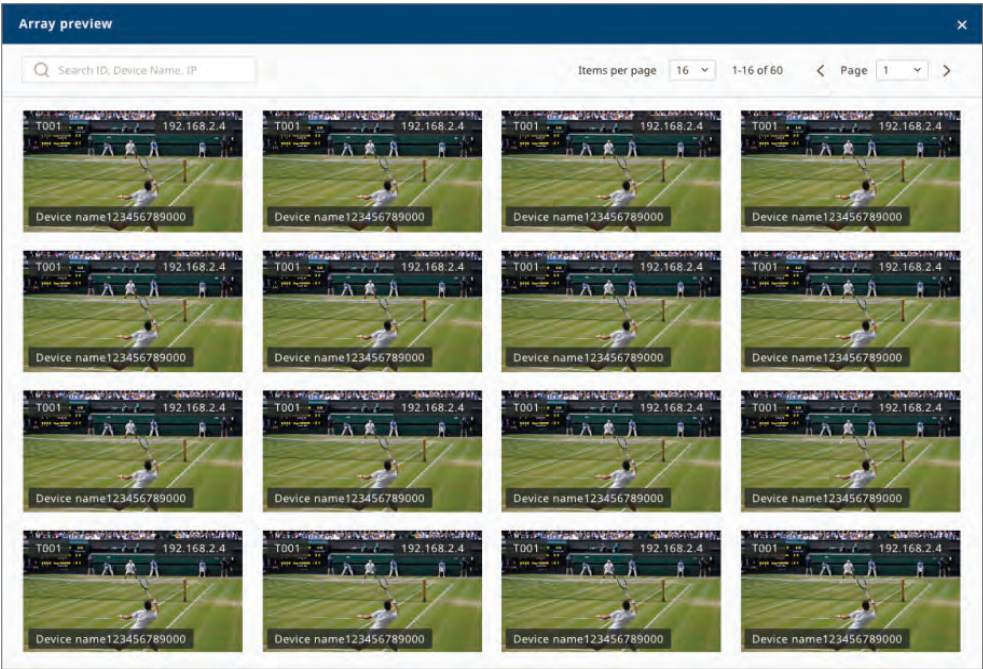 Array preview ×
Search ID, Device Name, IP
Items per page 16 1-16 of 60 Page 1
T001 192.168.2.4 T001 192.168.2.4 T001 192.168.2.4 T001 192.168.2.4
Device name123456789000 Device name123456789000 Device name123456789000 Device name123456789000
T001 192.168.2.4 T001 192.168.2.4 T001 192.168.2.4 T001 192.168.2.4
Device name123456789000 Device name123456789000 Device name123456789000 Device name123456789000
T001 192.168.2.4 T001 192.168.2.4 T001 192.168.2.4 T001 192.168.2.4
Device name123456789000 Device name123456789000 Device name123456789000 Device name123456789000
T001 192.168.2.4 T001 192.168.2.4 T001 192.168.2.4 T001 192.168.2.4
Device name123456789000 Device name123456789000 Device name123456789000 Device name123456789000